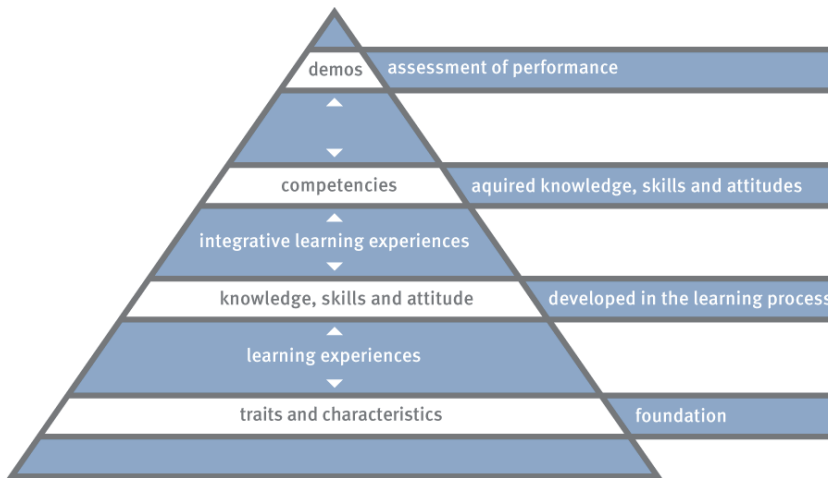 demos
assessment of performance
competencies
aquired knowledge, skills and attitudes
integrative learning experiences
knowledge, skills and attitude
developed in the learning process
learning experiences
traits and characteristics
foundation